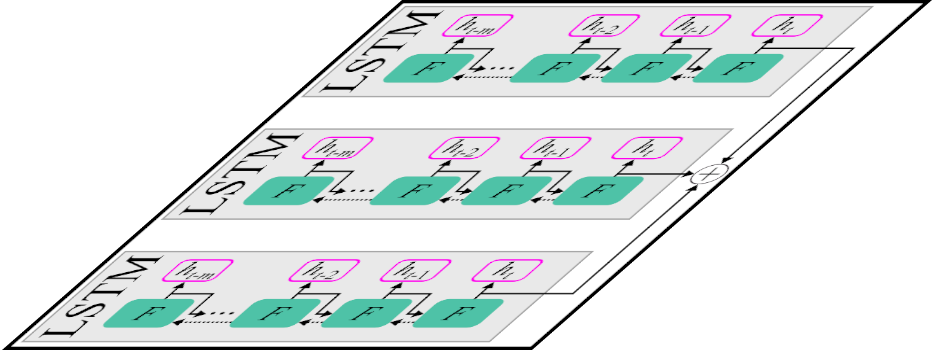 LSTM
h_{t-m} h_{t-2} h_{t-1} h_t
F ... F F F
+
LSTM
h_{t-m} h_{t-2} h_{t-1} h_t
F ... F F F
LSTM
h_{t-m} h_{t-2} h_{t-1} h_t
F ... F F F